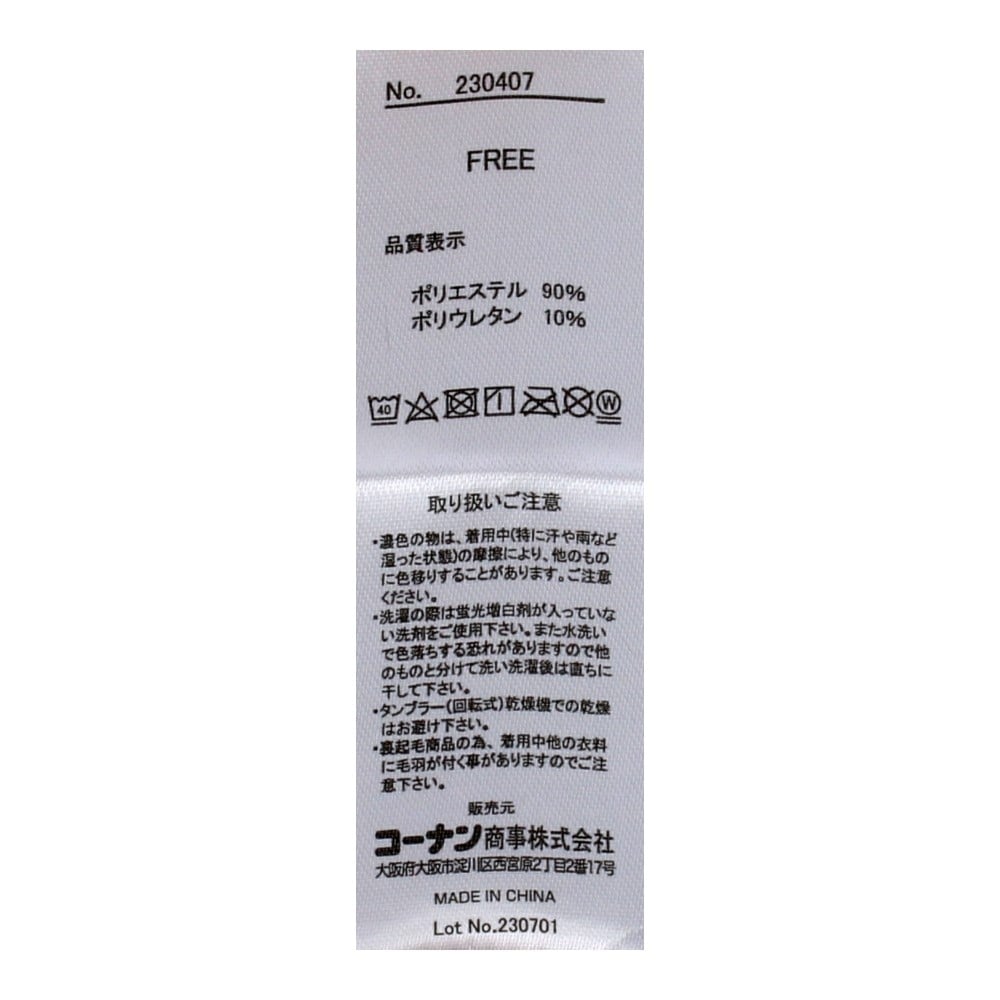 No. 230407
FREE
品質表示
ポリエステル 90%
ポリウレタン 10%
40 W
取り扱いご注意
・濃色の物は、着用中(特に汗や雨など
湿った状態)の摩擦により、他のもの
に色移りすることがあります。ご注意
ください。
・洗濯の際は蛍光増白剤が入っていな
い洗剤をご使用下さい。また水洗い
で色落ちする恐れがありますので他
のものと分けて洗い洗濯後は直ちに
干して下さい。
・タンブラー(回転式)乾燥機での乾燥
はお避け下さい。
・裏起毛商品の為、着用中他の衣料
に毛羽が付く事がありますのでご注
意下さい。
販売元
コーナン商事株式会社
大阪府大阪市淀川区西宮原2丁目2番17号
MADE IN CHINA
Lot No.230701